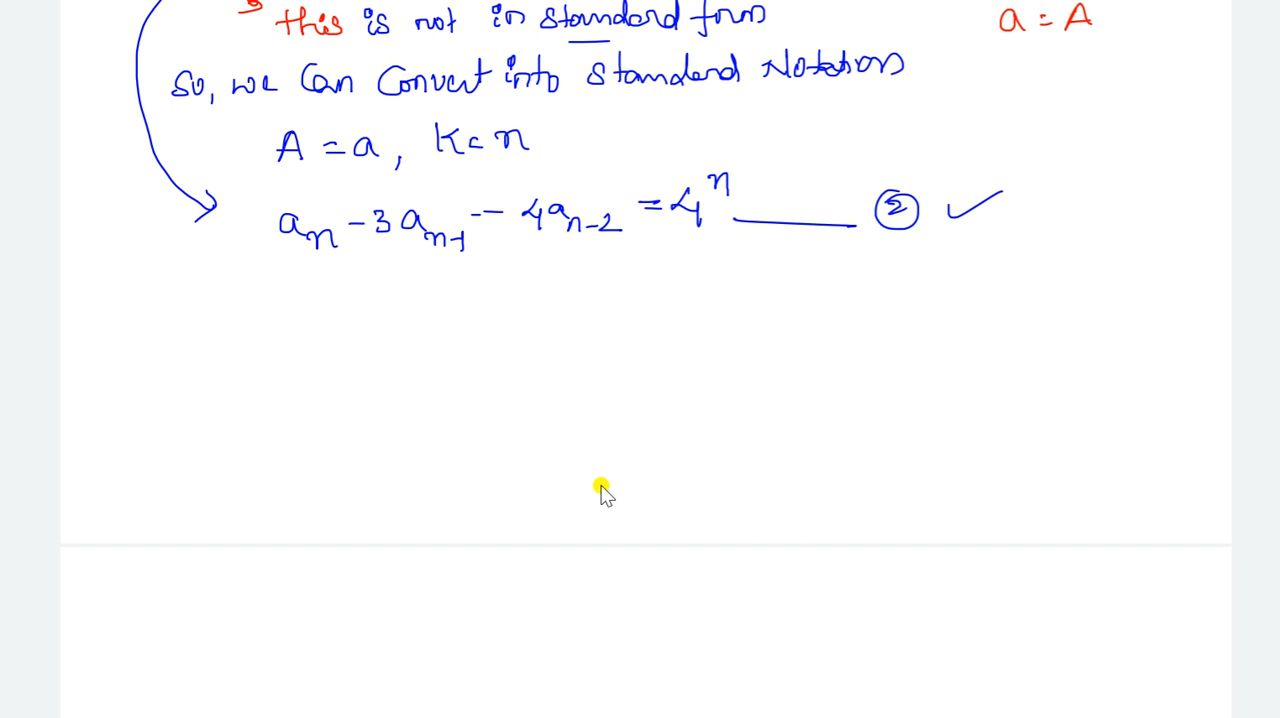 this is not in standard form
a = A
So, we can convert into standard Notation
A = a, K = n
aₙ - 3aₙ₋₁ - 4aₙ₋₂ = 4ⁿ ——— ② ✓